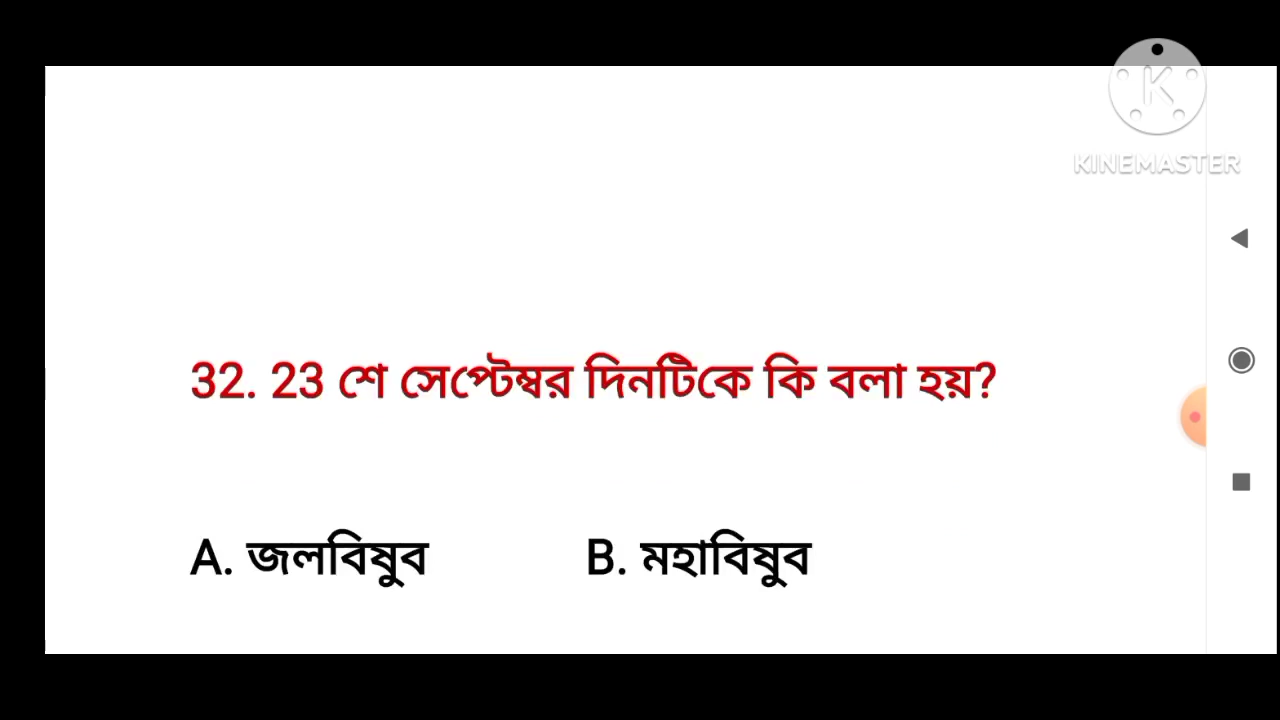 KINEMASTER
32. 23 শে সেপ্টেম্বর দিনটিকে কি বলা হয়?
A. জলবিষুব B. মহাবিষুব